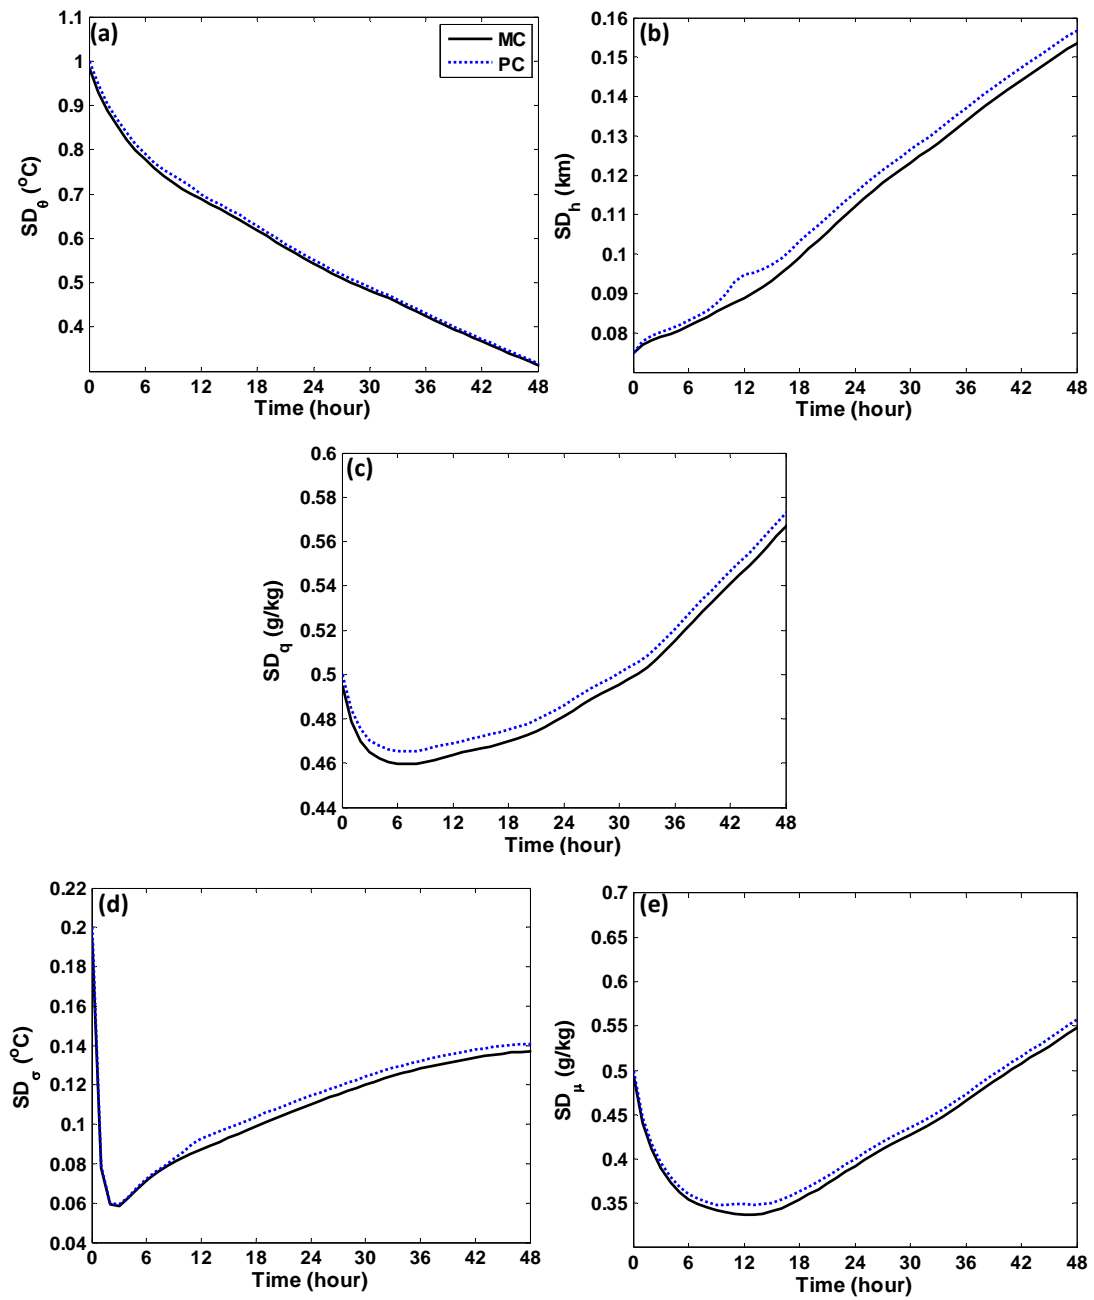 (a)
MC
PC
1.1
1
0.9
0.8
0.7
0.6
0.5
0.4
SDθ (oC)
0 6 12 18 24 30 36 42 48
Time (hour)
(b)
0.16
0.15
0.14
0.13
0.12
0.11
0.1
0.09
0.08
SDh (km)
0 6 12 18 24 30 36 42 48
Time (hour)
(c)
0.6
0.58
0.56
0.54
0.52
0.5
0.48
0.46
0.44
SDq (g/kg)
0 6 12 18 24 30 36 42 48
Time (hour)
(d)
0.22
0.2
0.18
0.16
0.14
0.12
0.1
0.08
0.06
0.04
SDσ (oC)
0 6 12 18 24 30 36 42 48
Time (hour)
(e)
0.7
0.65
0.6
0.55
0.5
0.45
0.4
0.35
SDμ (g/kg)
0 6 12 18 24 30 36 42 48
Time (hour)